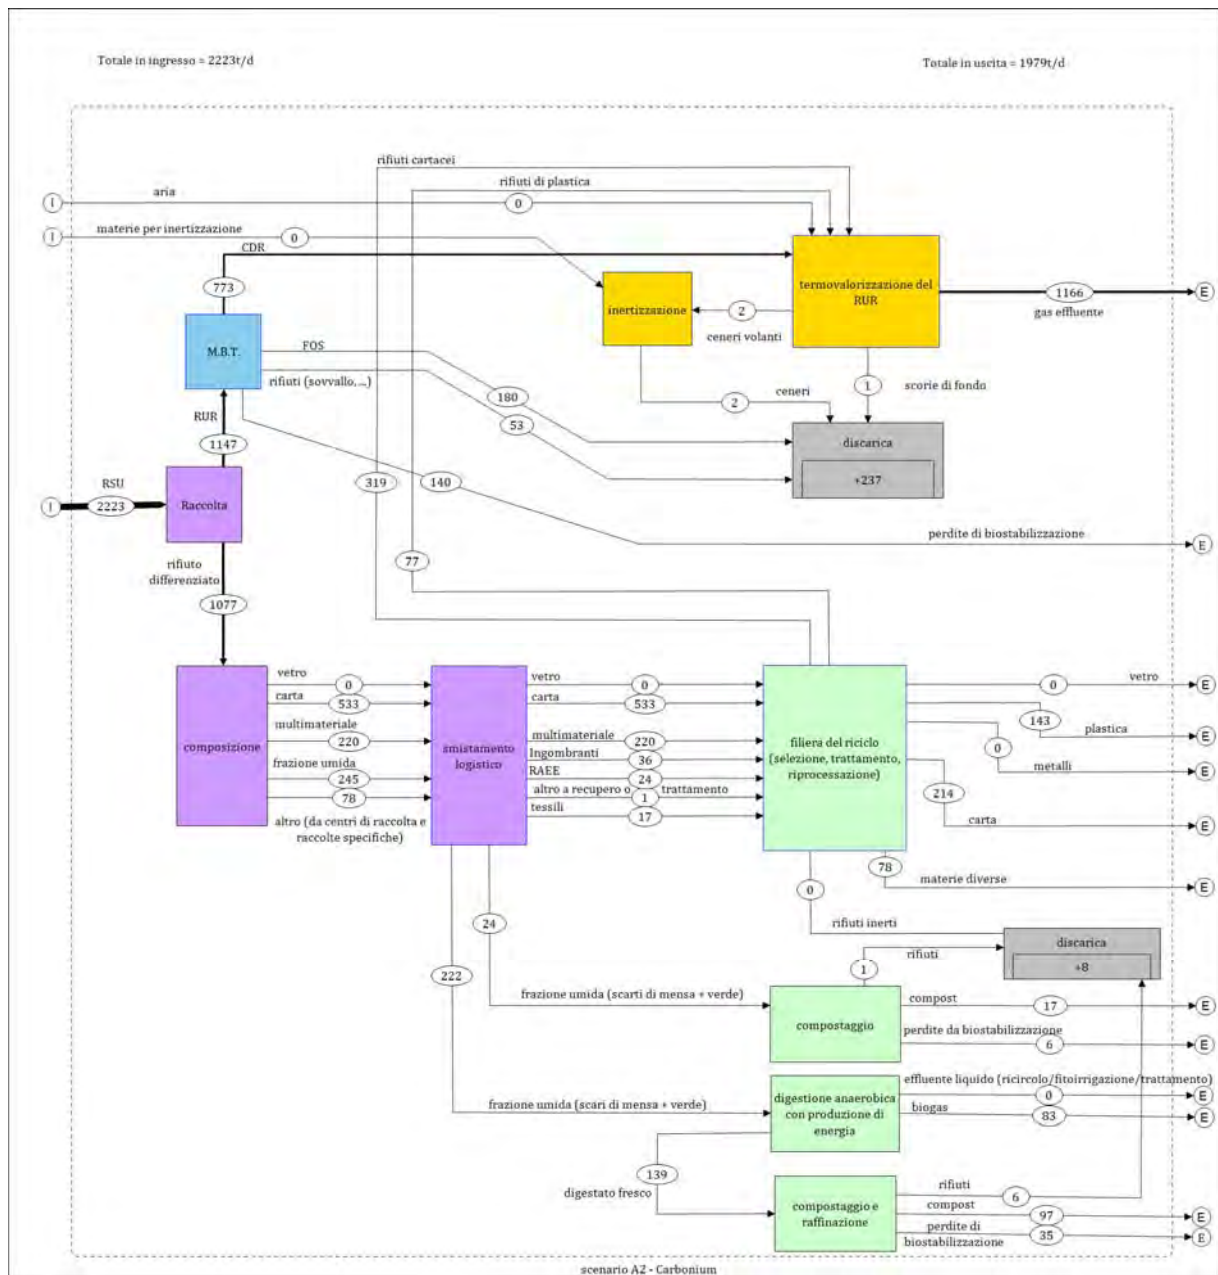 Totale in ingresso = 2223t/d
Totale in uscita = 1979t/d
rifiuti cartacei
rifiuti di plastica
I
aria
0
I
materie per inertizzazione
0
CDR
773
termovalorizzazione del
RUR
1166
E
gas effluente
inertizzazione
2
ceneri volanti
M.B.T.
FOS
rifiuti (sovvallo, ...)
180
53
1
scorie di fondo
ceneri
2
discarica
+237
RUR
1147
I
RSU
2223
Raccolta
319
140
perdite di biostabilizzazione
E
77
rifiuto
differenziato
1077
composizione
vetro
0
carta
533
multimateriale
220
frazione umida
245
78
altro (da centri di raccolta e
raccolte specifiche)
smistamento
logistico
vetro
0
carta
533
multimateriale
220
Ingombranti
36
RAEE
24
altro a recupero o trattamento
1
tessili
17
filiera del riciclo
(selezione, trattamento,
riprocessazione)
0
vetro
E
143
plastica
E
0
metalli
E
214
carta
E
78
materie diverse
E
0
rifiuti inerti
discarica
+8
24
222
rifiuti
1
frazione umida (scarti di mensa + verde)
compostaggio
compost
17
E
perdite da biostabilizzazione
6
E
frazione umida (scari di mensa + verde)
digestione anaerobica
con produzione di
energia
effluente liquido (ricircolo/fitoirrigazione/trattamento)
0
E
biogas
83
E
139
digestato fresco
compostaggio e
raffinazione
rifiuti
6
compost
97
E
perdite di
biostabilizzazione
35
E
scenario A2 - Carbonium